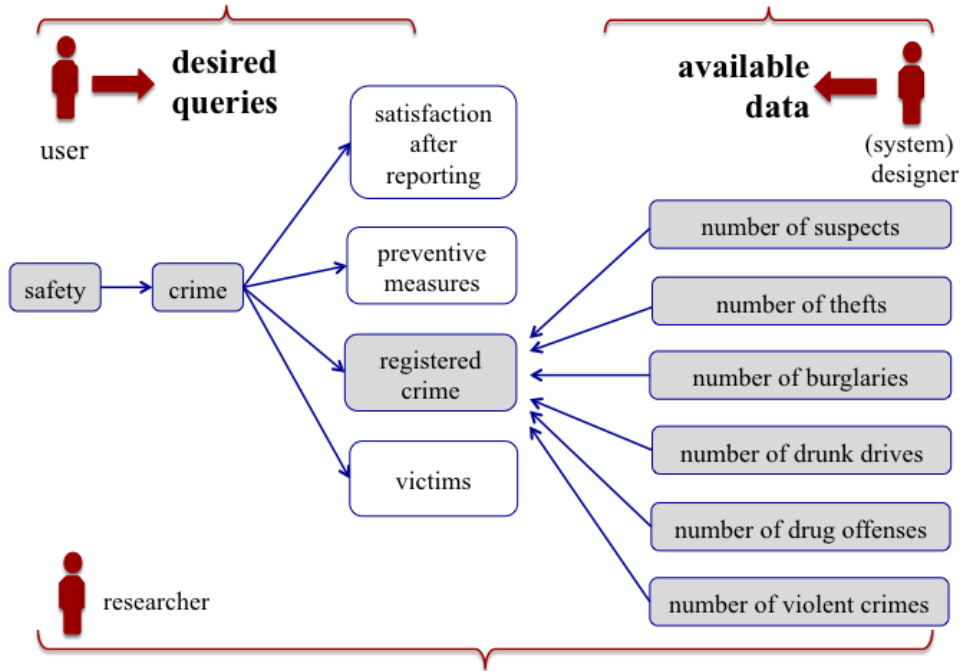 desired
queries
user
available
data
(system)
designer
satisfaction
after
reporting
preventive
measures
safety
crime
registered
crime
victims
number of suspects
number of thefts
number of burglaries
number of drunk drives
number of drug offenses
number of violent crimes
researcher